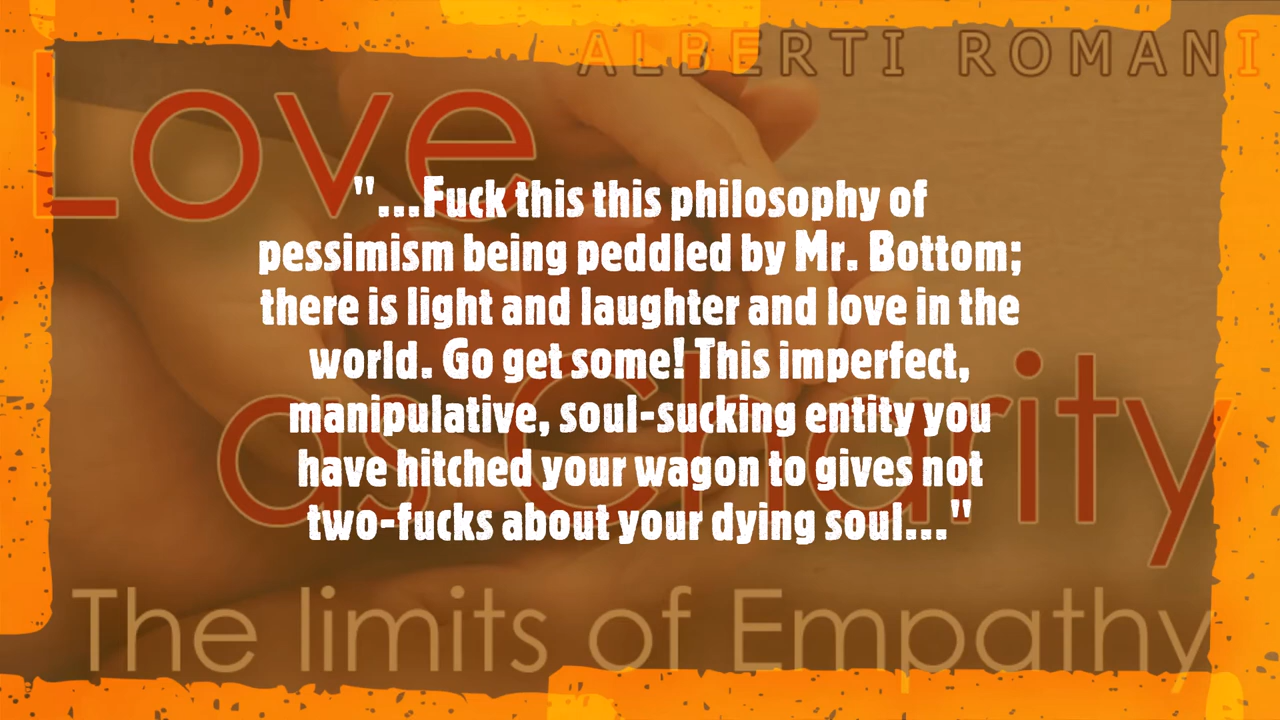 ALBERTI ROMANI
Love
as Charity
The limits of Empathy
"...Fuck this this philosophy of
pessimism being peddled by Mr. Bottom;
there is light and laughter and love in the
world. Go get some! This imperfect,
manipulative, soul-sucking entity you
have hitched your wagon to gives not
two-fucks about your dying soul..."